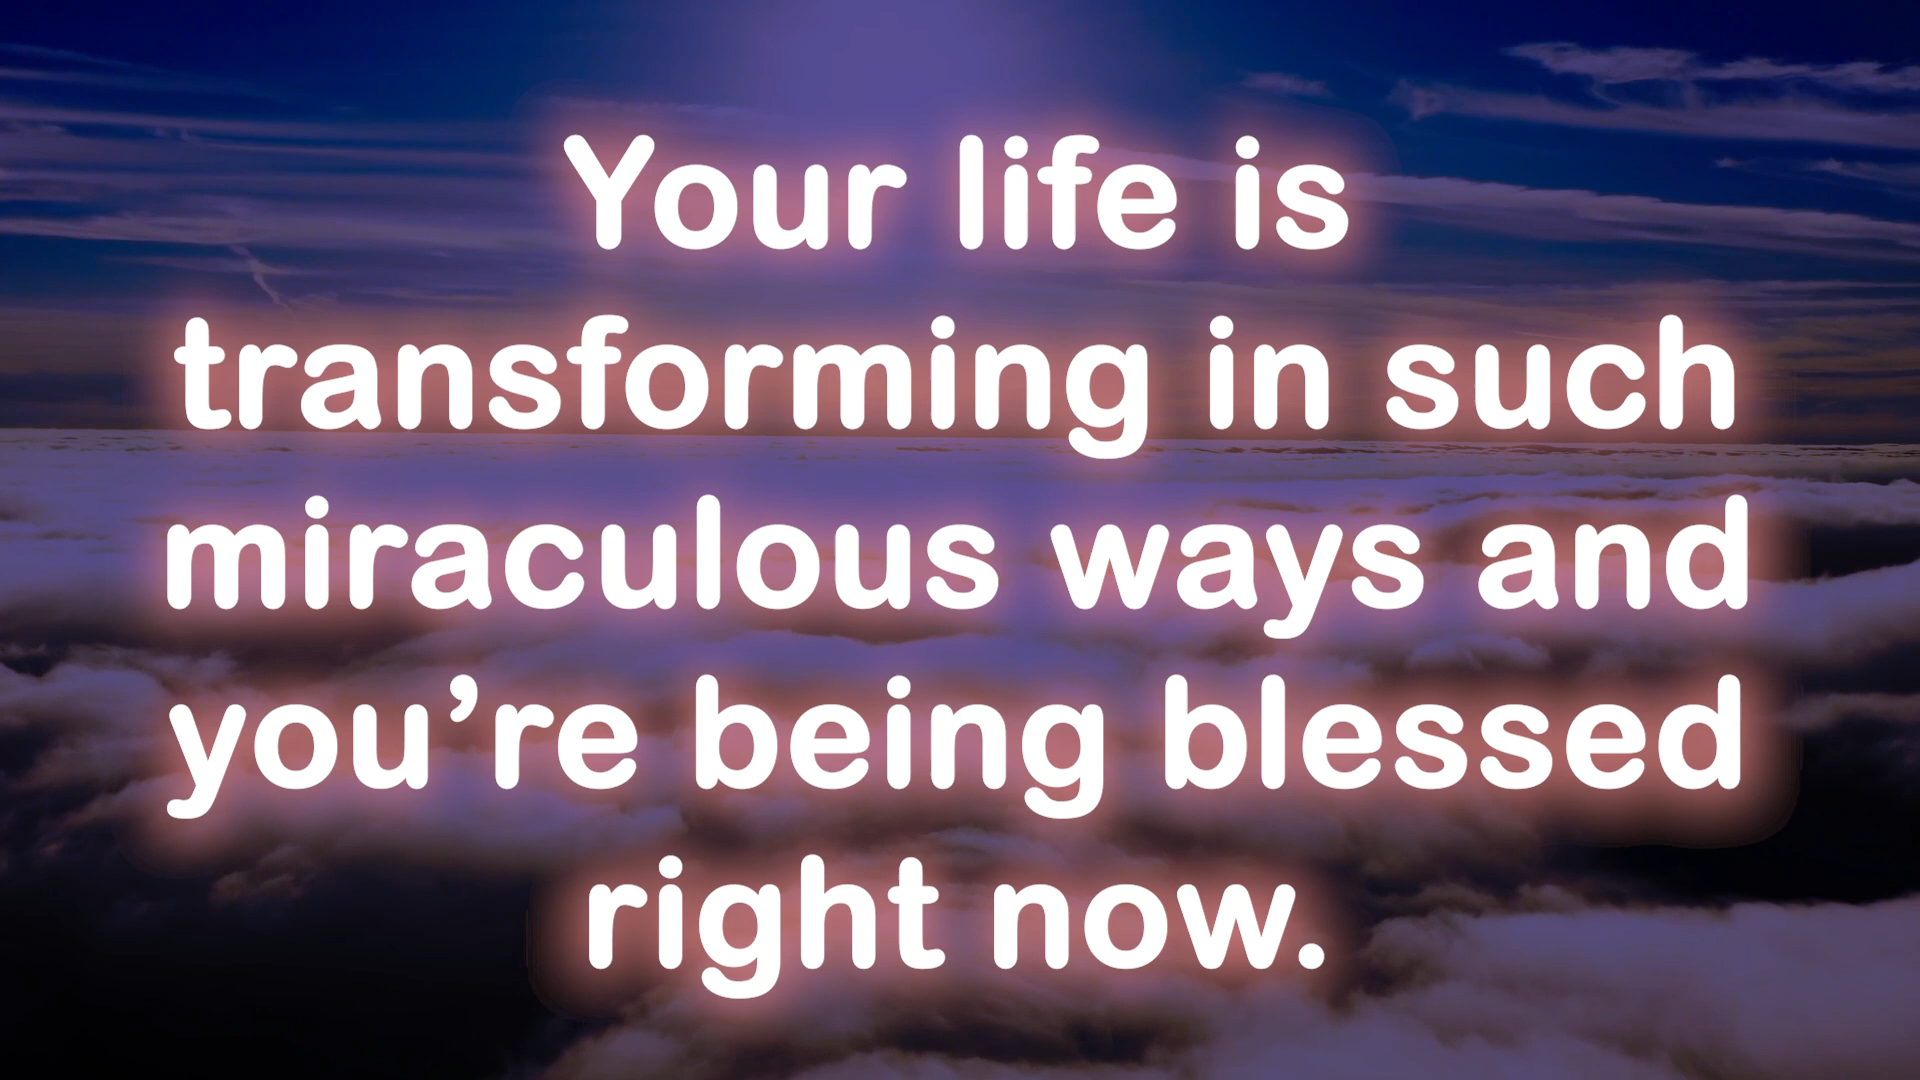 Your life is
transforming in such
miraculous ways and
you’re being blessed
right now.